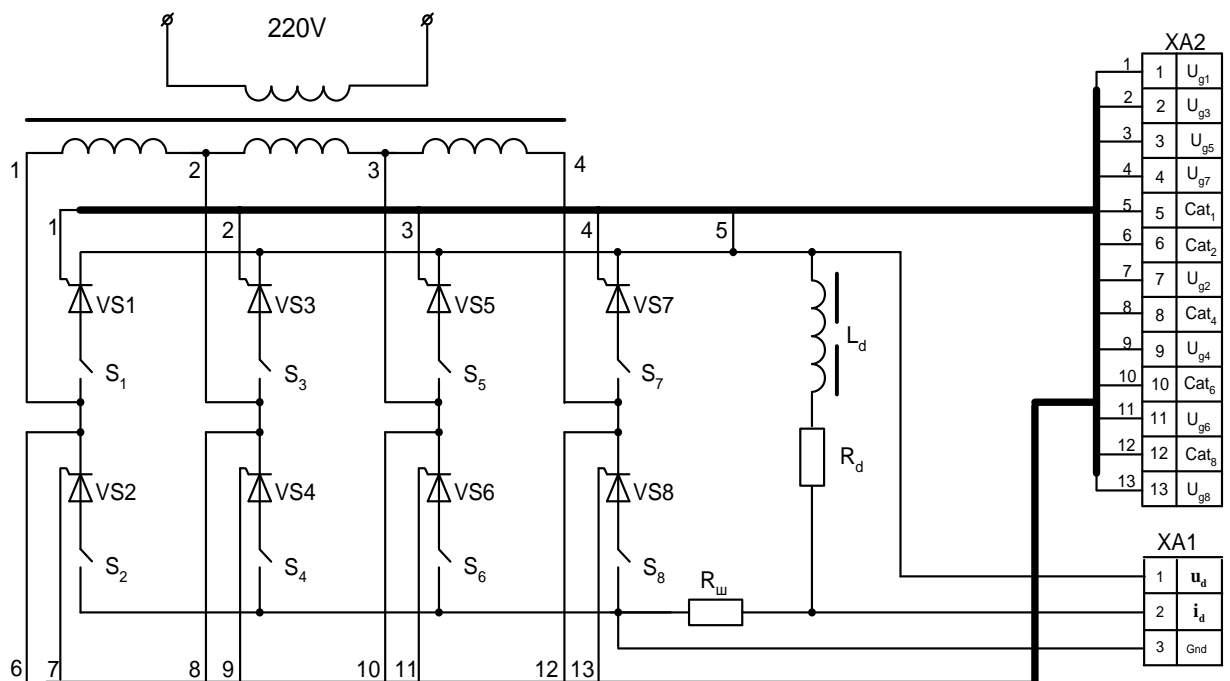 220V
XA2
1 1 Ug1
2 2 Ug3
3 3 Ug5
4 4 Ug7
5 5 Cat1
6 6 Cat2
7 7 Ug2
8 8 Cat4
9 9 Ug4
10 10 Cat6
11 11 Ug6
12 12 Cat8
13 13 Ug8
1 2 3 4
1 2 3 4 5
VS1 VS3 VS5 VS7
Ld
S1 S3 S5 S7
Rd
VS2 VS4 VS6 VS8
S2 S4 S6 S8
Rш
XA1
1 ud
2 id
3 Gnd
6 7 8 9 10 11 12 13